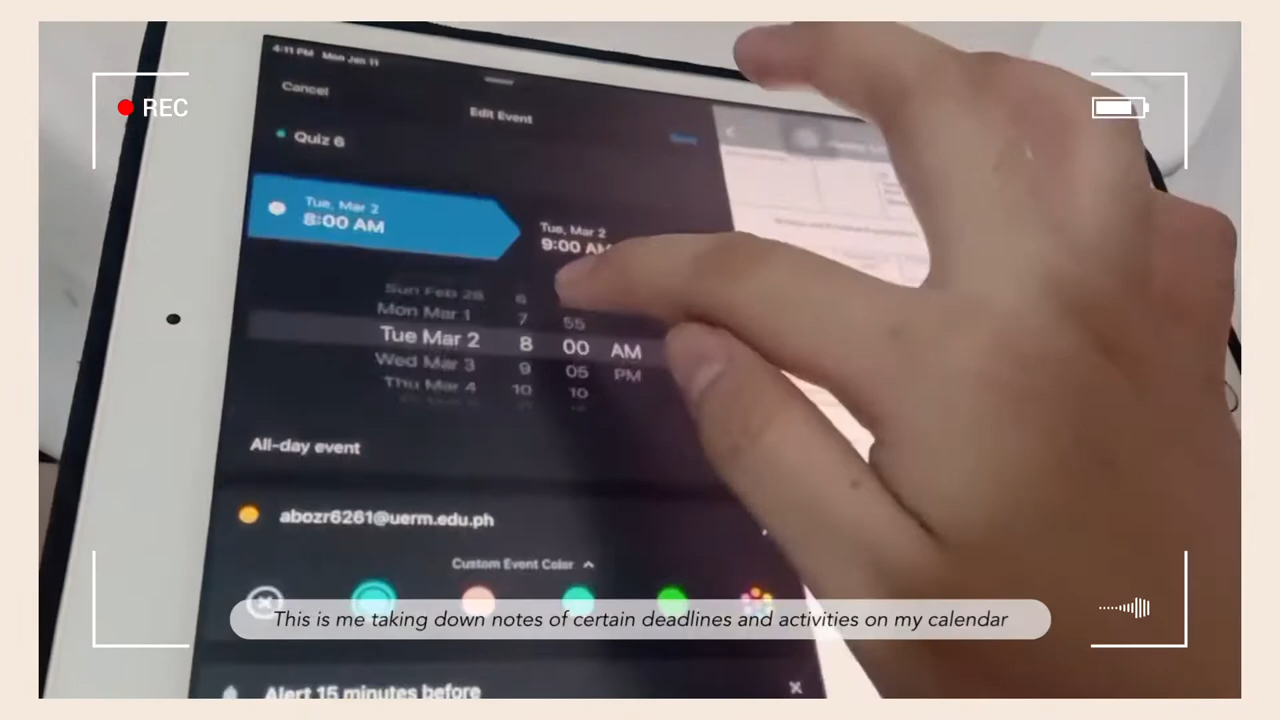 4:11 PM Mon Jan 11
REC
Cancel
Edit Event
Quiz 6
Tue, Mar 2
8:00 AM
Tue, Mar 2
9:00 AM
Sun Feb 28 6
Mon Mar 1 7 55
Tue Mar 2 8 00 AM
Wed Mar 3 9 05 PM
Thu Mar 4 10 10
All-day event
abozr6261@uerm.edu.ph
Custom Event Color
This is me taking down notes of certain deadlines and activities on my calendar
Alert 15 minutes before